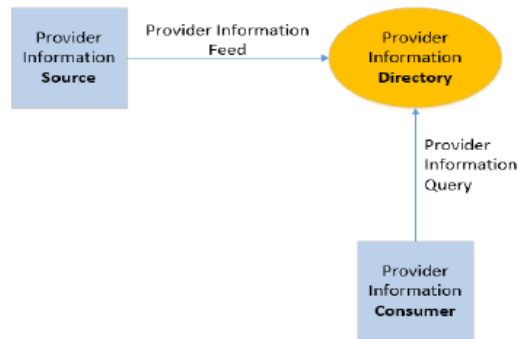 Provider
Information
Source
Provider Information
Feed
Provider
Information
Directory
Provider
Information
Query
Provider
Information
Consumer